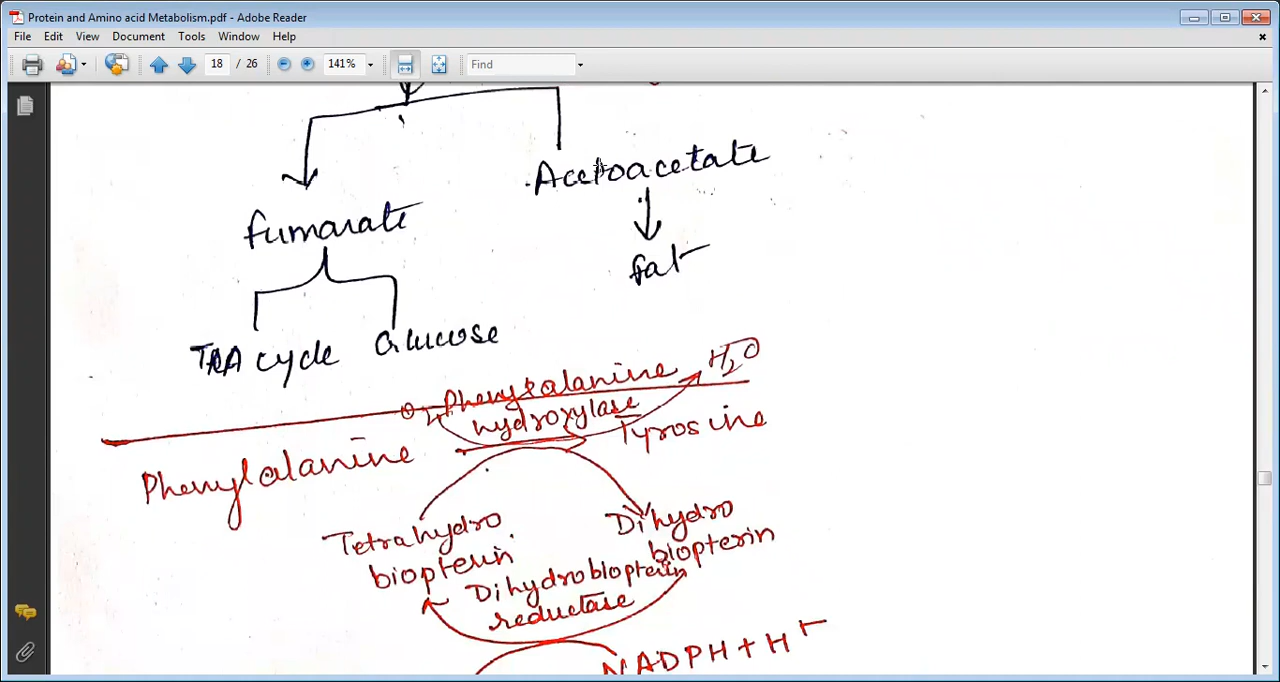 Protein and Amino acid Metabolism.pdf - Adobe Reader
File Edit View Document Tools Window Help
18 / 26 141% Find
Acetoacetate
fumarate
fat
cycle Glucose
Phenylalanine H2O
O2 hydroxylase
Phenylalanine Tyrosine
Tetrahydro Dihydro
biopterin biopterin
Dihydrobiopterin
reductase
NADPH + H+